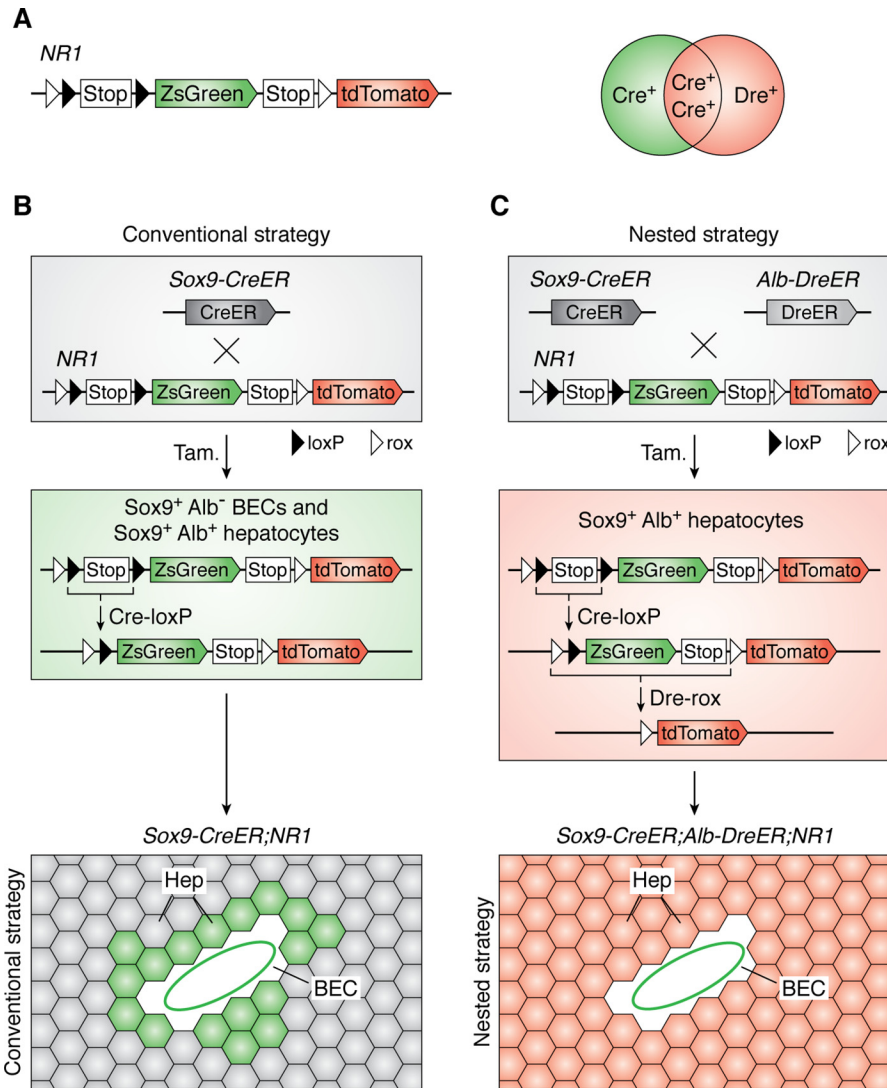 A
NR1
Stop ZsGreen Stop tdTomato
Cre⁺ Cre⁺ Cre⁺ Dre⁺
B
Conventional strategy
Sox9-CreER
CreER
NR1
Stop ZsGreen Stop tdTomato
Tam. loxP rox
Sox9⁺ Alb⁻ BECs and
Sox9⁺ Alb⁺ hepatocytes
Stop ZsGreen Stop tdTomato
Cre-loxP
ZsGreen Stop tdTomato
Sox9-CreER;NR1
Conventional strategy
Hep
BEC
C
Nested strategy
Sox9-CreER Alb-DreER
CreER DreER
NR1
Stop ZsGreen Stop tdTomato
Tam. loxP rox
Sox9⁺ Alb⁺ hepatocytes
Stop ZsGreen Stop tdTomato
Cre-loxP
ZsGreen Stop tdTomato
Dre-rox
tdTomato
Sox9-CreER;Alb-DreER;NR1
Nested strategy
Hep
BEC